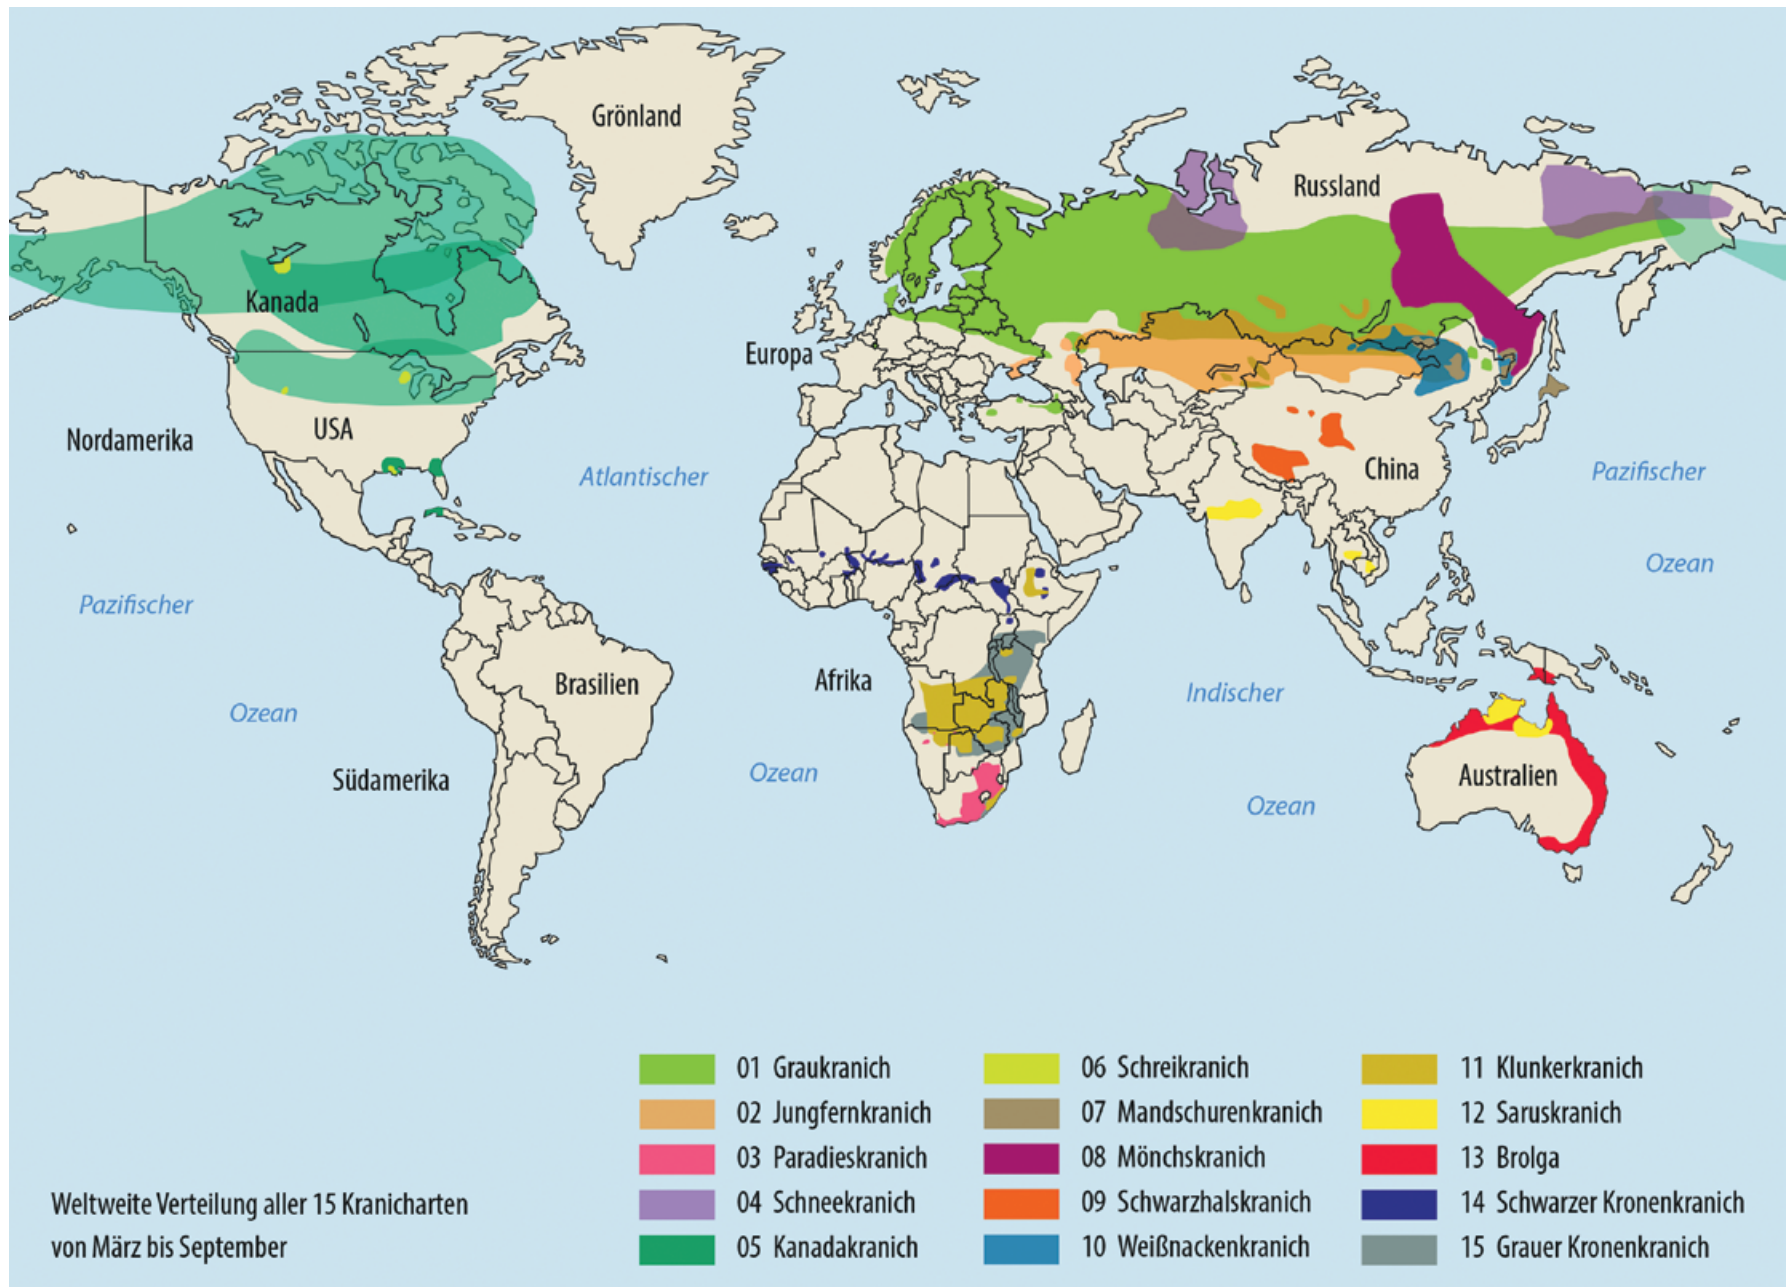 Grönland
Russland
Kanada
Europa
USA
Nordamerika
Atlantischer
China
Pazifischer
Ozean
Pazifischer
Afrika
Brasilien
Indischer
Ozean
Ozean
Südamerika
Australien
Ozean
01 Graukranich
02 Jungfernkranich
03 Paradieskranich
04 Schneekranich
05 Kanadakranich
06 Schreikranich
07 Mandschurenkranich
08 Mönchskranich
09 Schwarzhalskranich
10 Weißnackenkranich
11 Klunkerkranich
12 Saruskranich
13 Brolga
14 Schwarzer Kronenkranich
15 Grauer Kronenkranich
Weltweite Verteilung aller 15 Kranicharten
von März bis September